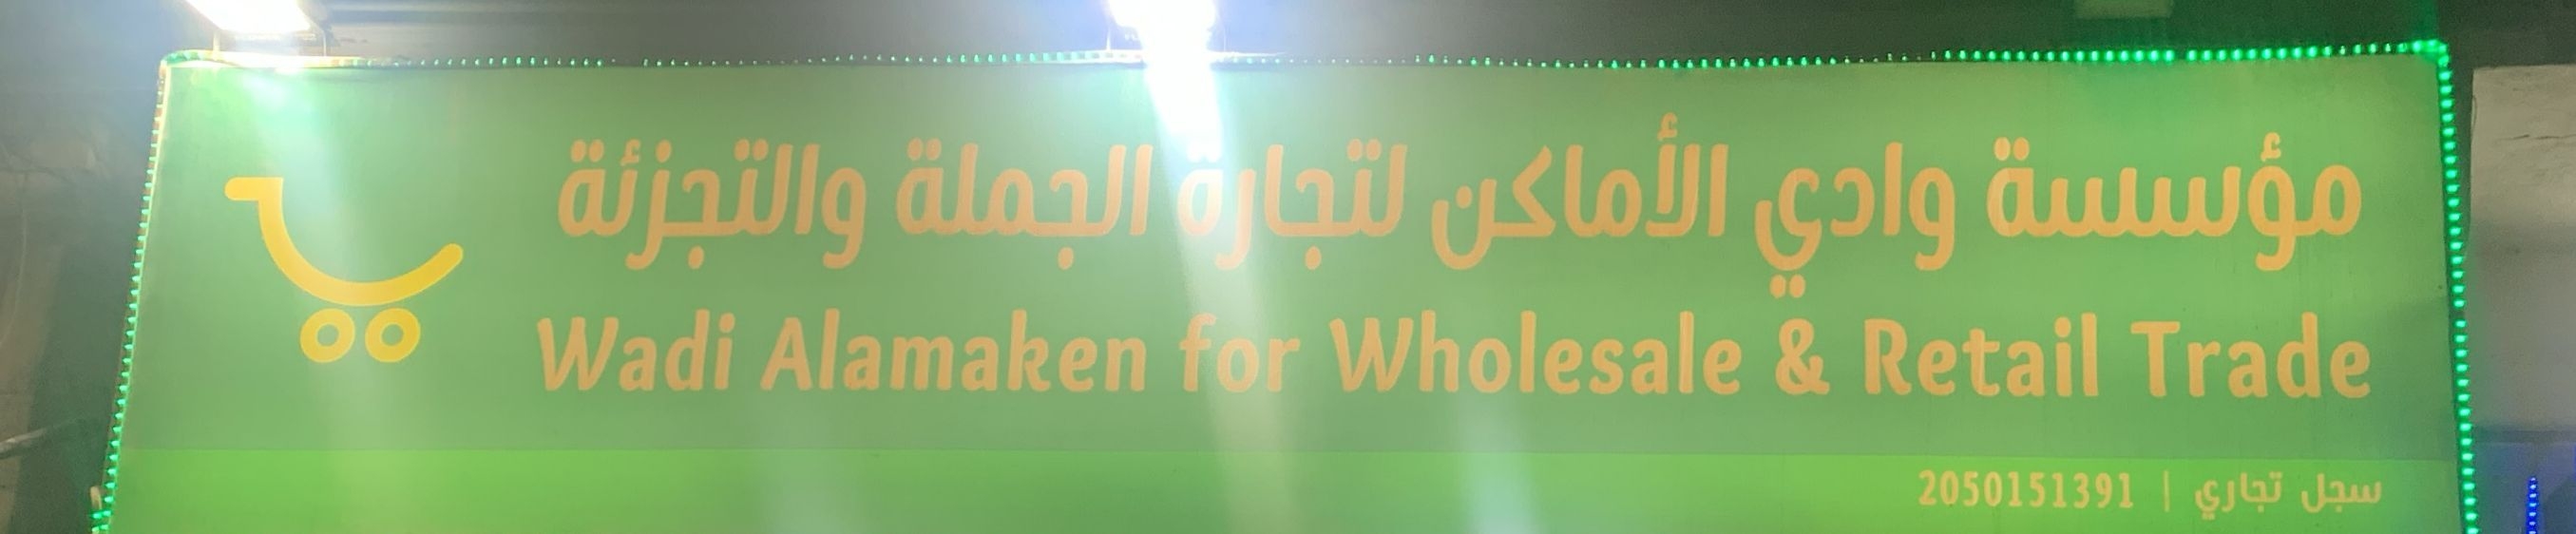 مؤسسة وادي الأماكن لتجارة الجملة والتجزئة
Wadi Alamaken for Wholesale & Retail Trade
سجل تجاري | 2050151391